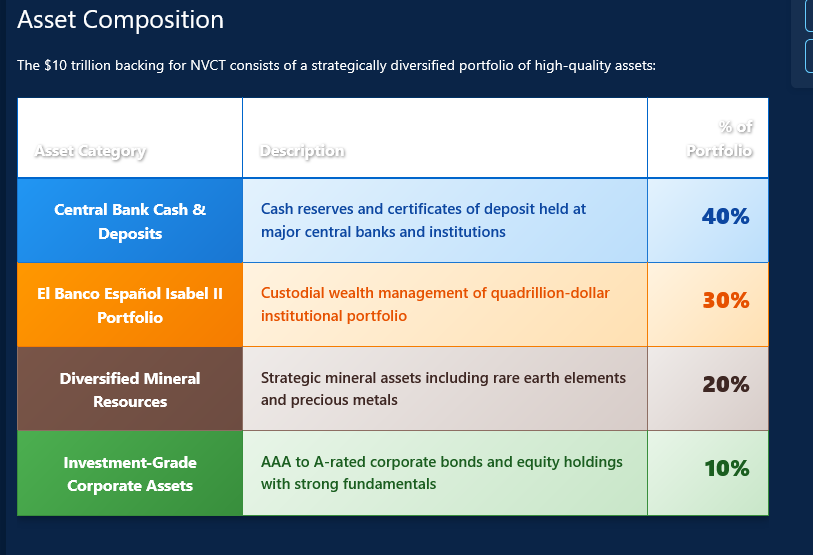 Asset Composition
The $10 trillion backing for NVCT consists of a strategically diversified portfolio of high-quality assets:
% of
Asset Category Description Portfolio
Central Bank Cash &
Deposits
Cash reserves and certificates of deposit held at
major central banks and institutions
40%
El Banco Español Isabel II
Portfolio
Custodial wealth management of quadrillion-dollar
institutional portfolio
30%
Diversified Mineral
Resources
Strategic mineral assets including rare earth elements
and precious metals
20%
Investment-Grade
Corporate Assets
AAA to A-rated corporate bonds and equity holdings
with strong fundamentals
10%